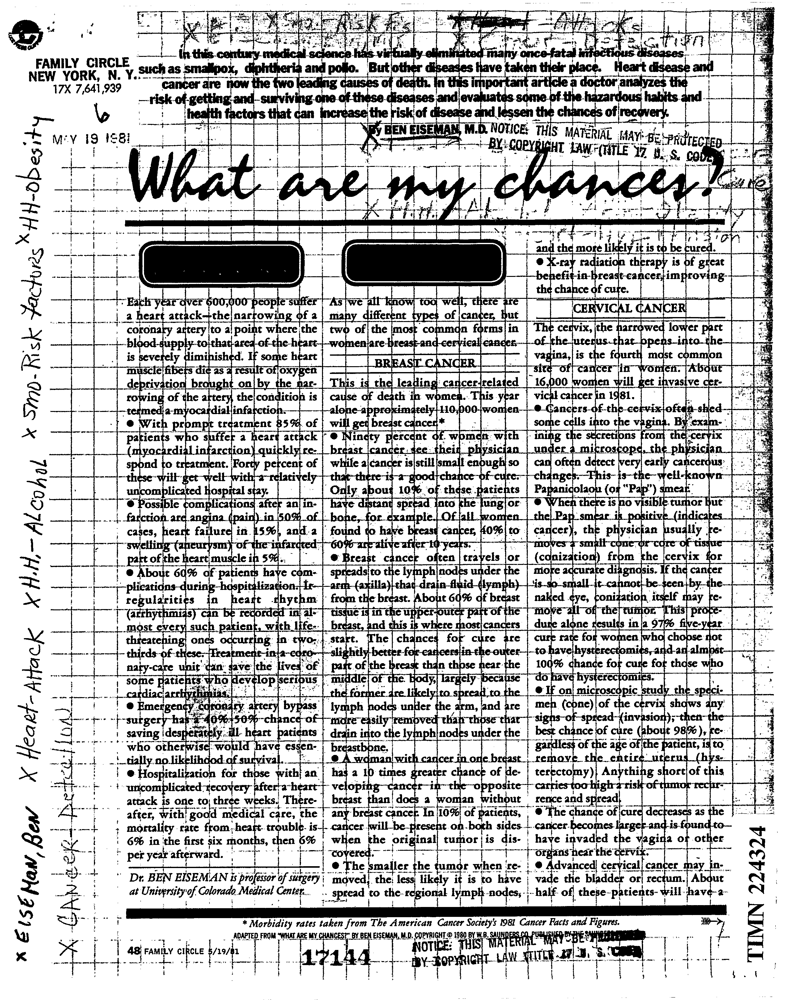 x Smo - Risk Fs
Heart - Attacks
FAMILY CIRCLE
NEW YORK, N. Y.
17X 7,641,939
6
MAY 19 1981
In this century medical science has virtually eliminated many once-fatal infectious diseases
such as smallpox, diphtheria and polio. But other diseases have taken their place. Heart disease and
cancer are now the two leading causes of death. In this important article a doctor analyzes the
risk of getting and surviving one of these diseases and evaluates some of the hazardous habits and
health factors that can increase the risk of disease and lessen the chances of recovery.
By BEN EISEMAN, M.D.
NOTICE: THIS MATERIAL MAY BE PROTECTED
BY COPYRIGHT LAW (TITLE 17 U. S. CODE)
What are my chances?
Cure
Each year over 600,000 people suffer
a heart attack—the narrowing of a
coronary artery to a point where the
blood supply to that area of the heart
is severely diminished. If some heart
muscle fibers die as a result of oxygen
deprivation brought on by the nar-
rowing of the artery, the condition is
termed a myocardial infarction.
● With prompt treatment 85% of
patients who suffer a heart attack
(myocardial infarction) quickly re-
spond to treatment. Forty percent of
these will get well with a relatively
uncomplicated hospital stay.
● Possible complications after an in-
farction are angina (pain) in 50% of
cases, heart failure in 15%, and a
swelling (aneurysm) of the infarcted
part of the heart muscle in 5%.
● About 60% of patients have com-
plications during hospitalization. Ir-
regularities in heart rhythm
(arrhythmias) can be recorded in al-
most every such patient, with life-
threatening ones occurring in two-
thirds of these. Treatment in a coro-
nary-care unit can save the lives of
some patients who develop serious
cardiac arrhythmias.
● Emergency coronary artery bypass
surgery has a 40%-50% chance of
saving desperately ill heart patients
who otherwise would have essen-
tially no likelihood of survival.
● Hospitalization for those with an
uncomplicated recovery after a heart
attack is one to three weeks. There-
after, with good medical care, the
mortality rate from heart trouble is
6% in the first six months, then 6%
per year afterward.
Dr. BEN EISEMAN is professor of surgery
at University of Colorado Medical Center.
As we all know too well, there are
many different types of cancer, but
two of the most common forms in
women are breast and cervical cancer.
BREAST CANCER
This is the leading cancer-related
cause of death in women. This year
alone approximately 110,000 women
will get breast cancer.*
● Ninety percent of women with
breast cancer see their physician
while a cancer is still small enough so
that there is a good chance of cure.
Only about 10% of these patients
have distant spread into the lung or
bone, for example. Of all women
found to have breast cancer, 40% to
60% are alive after 10 years.
● Breast cancer often travels or
spreads to the lymph nodes under the
arm (axilla) that drain fluid (lymph)
from the breast. About 60% of breast
tissue is in the upper-outer part of the
breast, and this is where most cancers
start. The chances for cure are
slightly better for cancers in the outer
part of the breast than those near the
middle of the body, largely because
the former are likely to spread to the
lymph nodes under the arm, and are
more easily removed than those that
drain into the lymph nodes under the
breastbone.
● A woman with cancer in one breast
has a 10 times greater chance of de-
veloping cancer in the opposite
breast than does a woman without
any breast cancer. In 10% of patients,
cancer will be present on both sides
when the original tumor is dis-
covered.
● The smaller the tumor when re-
moved, the less likely it is to have
spread to the regional lymph nodes,
and the more likely it is to be cured.
● X-ray radiation therapy is of great
benefit in breast cancer, improving
the chance of cure.
CERVICAL CANCER
The cervix, the narrowed lower part
of the uterus that opens into the
vagina, is the fourth most common
site of cancer in women. About
16,000 women will get invasive cer-
vical cancer in 1981.
● Cancers of the cervix often shed
some cells into the vagina. By exam-
ining the secretions from the cervix
under a microscope, the physician
can often detect very early cancerous
changes. This is the well-known
Papanicolaou (or "Pap") smear.
● When there is no visible tumor but
the Pap smear is positive (indicates
cancer), the physician usually re-
moves a small cone or core of tissue
(conization) from the cervix for
more accurate diagnosis. If the cancer
is so small it cannot be seen by the
naked eye, conization itself may re-
move all of the tumor. This proce-
dure alone results in a 97% five-year
cure rate for women who choose not
to have hysterectomies, and an almost
100% chance for cure for those who
do have hysterectomies.
● If on microscopic study the speci-
men (cone) of the cervix shows any
signs of spread (invasion), then the
best chance of cure (about 98%), re-
gardless of the age of the patient, is to
remove the entire uterus (hys-
terectomy). Anything short of this
carries too high a risk of tumor recur-
rence and spread.
● The chance of cure decreases as the
cancer becomes larger and is found to
have invaded the vagina or other
organs near the cervix.
● Advanced cervical cancer may in-
vade the bladder or rectum. About
half of these patients will have a
* Morbidity rates taken from The American Cancer Society's 1981 Cancer Facts and Figures.
ADAPTED FROM "WHAT ARE MY CHANCES?" BY BEN EISEMAN, M.D. COPYRIGHT © 1980 BY W.B. SAUNDERS CO.
48 FAMILY CIRCLE 5/19/81
17144
NOTICE: THIS MATERIAL MAY BE
BY COPYRIGHT LAW (TITLE 17 U. S. CODE)
x EISEMAN, BEN x Heart-Attack x H.H. - Alcohol x Smo-Risk Factors x HH-Obesity
x CANCER - Detection
TIMN 224324